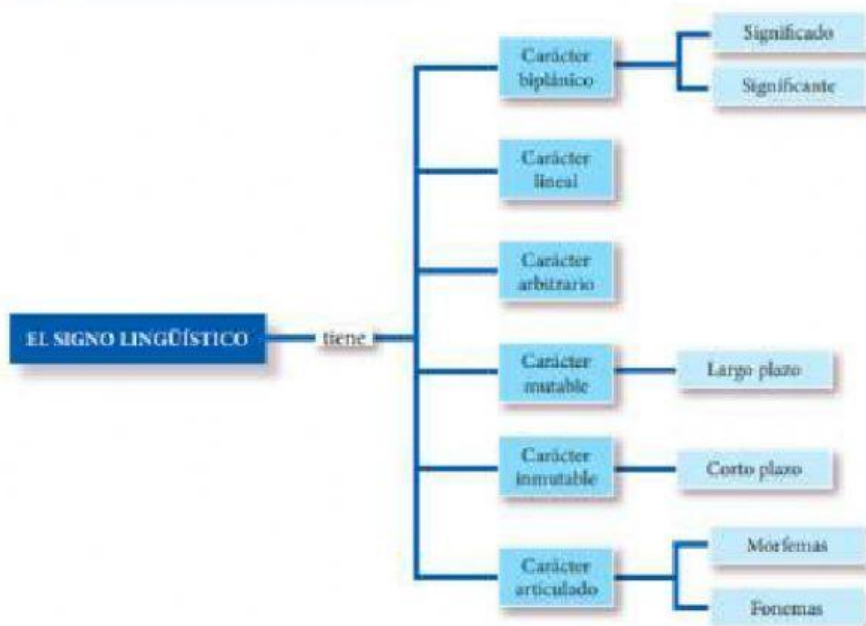 EL SIGNO LINGÜÍSTICO
tiene
Carácter
biplánico
Significado
Significante
Carácter
lineal
Carácter
arbitrario
Carácter
mutable
Largo plazo
Carácter
inmutable
Corto plazo
Carácter
articulado
Morfemas
Fonemas